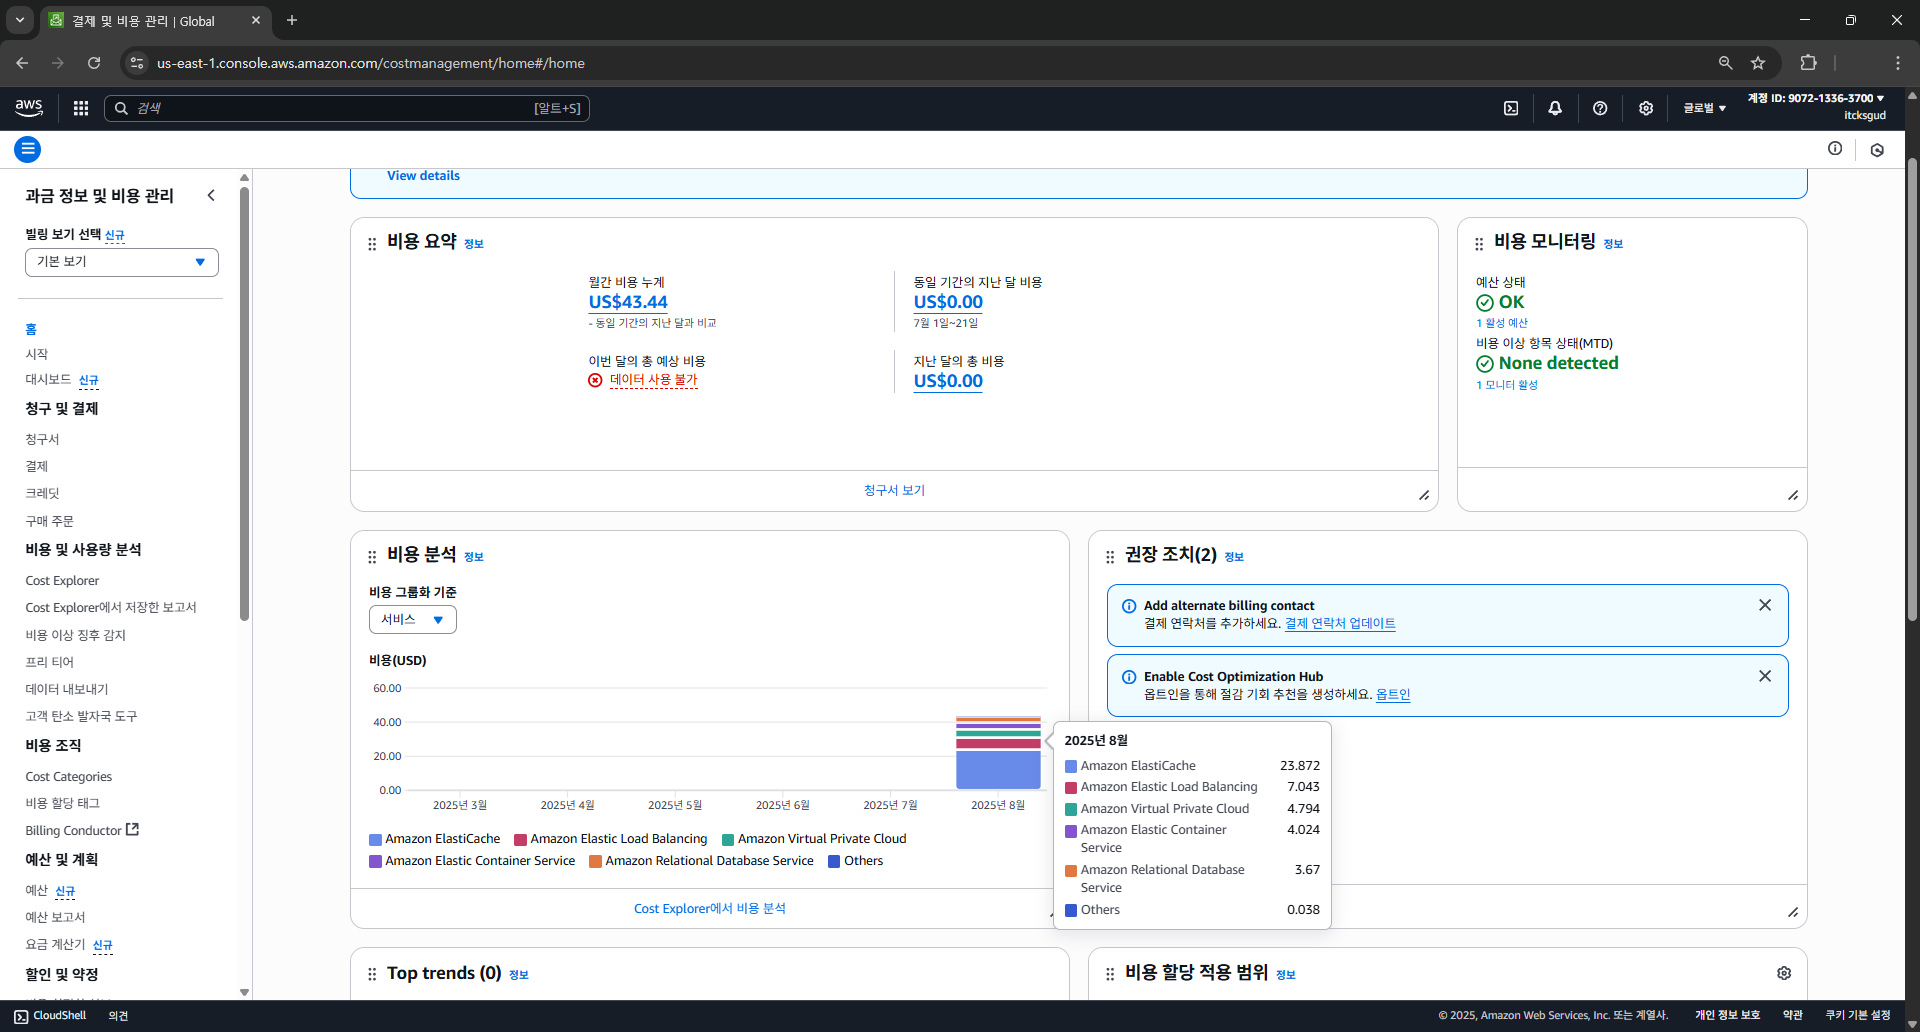 결제 및 비용 관리 | Global
us-east-1.console.aws.amazon.com/costmanagement/home#/home
aws
검색
[알트+S]
글로벌
계정 ID: 9072-1336-3700
itcksgud
과금 정보 및 비용 관리
빌링 보기 선택 신규
기본 보기
홈
시작
대시보드 신규
청구 및 결제
청구서
결제
크레딧
구매 주문
비용 및 사용량 분석
Cost Explorer
Cost Explorer에서 저장한 보고서
비용 이상 징후 감지
프리 티어
데이터 내보내기
고객 탄소 발자국 도구
비용 조직
Cost Categories
비용 할당 태그
Billing Conductor
예산 및 계획
예산 신규
예산 보고서
요금 계산기 신규
할인 및 약정
View details
비용 요약 정보
월간 비용 누계
US$43.44
- 동일 기간의 지난 달과 비교
동일 기간의 지난 달 비용
US$0.00
7월 1일~21일
이번 달의 총 예상 비용
데이터 사용 불가
지난 달의 총 비용
US$0.00
청구서 보기
비용 모니터링 정보
예산 상태
OK
1 활성 예산
비용 이상 항목 상태(MTD)
None detected
1 모니터 활성
비용 분석 정보
비용 그룹화 기준
서비스
비용(USD)
60.00
40.00
20.00
0.00
2025년 3월
2025년 4월
2025년 5월
2025년 6월
2025년 7월
2025년 8월
Amazon ElastiCache
Amazon Elastic Load Balancing
Amazon Virtual Private Cloud
Amazon Elastic Container Service
Amazon Relational Database Service
Others
Cost Explorer에서 비용 분석
권장 조치(2) 정보
Add alternate billing contact
결제 연락처를 추가하세요. 결제 연락처 업데이트
Enable Cost Optimization Hub
옵트인을 통해 절감 기회 추천을 생성하세요. 옵트인
2025년 8월
Amazon ElastiCache 23.872
Amazon Elastic Load Balancing 7.043
Amazon Virtual Private Cloud 4.794
Amazon Elastic Container 4.024
Service
Amazon Relational Database 3.67
Service
Others 0.038
Top trends (0) 정보
비용 할당 적용 범위 정보
CloudShell
의견
© 2025, Amazon Web Services, Inc. 또는 계열사.
개인 정보 보호
약관
쿠키 기본 설정